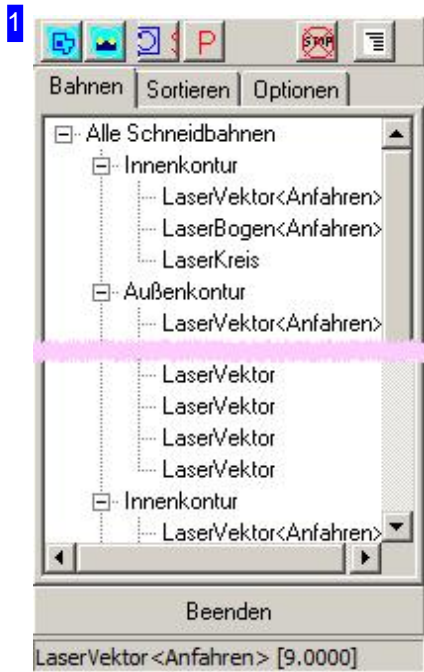 1
P STOP
Bahnen Sortieren Optionen
Alle Schneidbahnen
Innenkontur
LaserVektor<Anfahren>
LaserBogen<Anfahren>
LaserKreis
Außenkontur
LaserVektor<Anfahren>
LaserVektor
LaserVektor
LaserVektor
LaserVektor
Innenkontur
LaserVektor<Anfahren>
Beenden
LaserVektor<Anfahren> [9.0000]